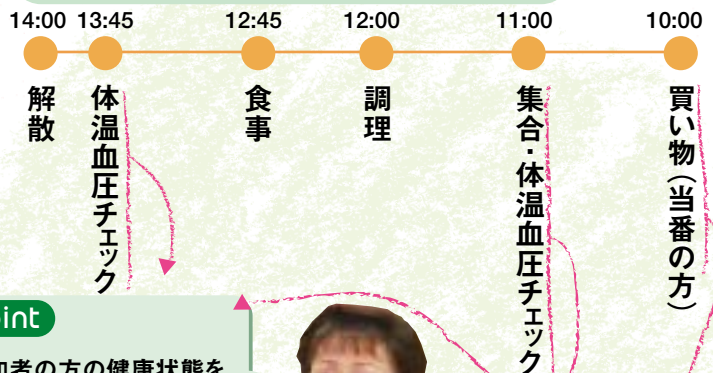 10:00
買い物（当番の方）
11:00
集合・体温血圧チェック
12:00
調理
12:45
食事
13:45
体温血圧チェック
14:00
解散
int
加者の方の健康状態を